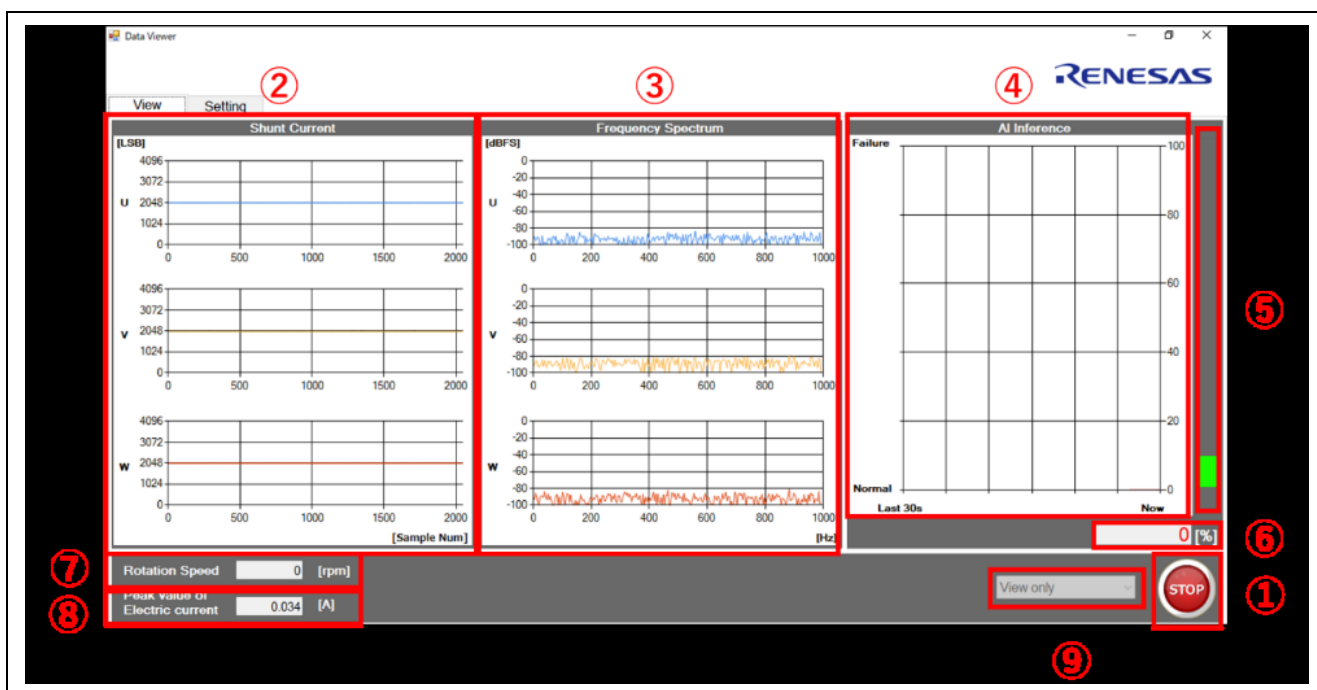 Data Viewer
RENESAS
② ③ ④
View Setting
Shunt Current
[LSB]
4096
3072
U 2048
1024
0
0 500 1000 1500 2000
4096
3072
V 2048
1024
0
0 500 1000 1500 2000
4096
3072
W 2048
1024
0
0 500 1000 1500 2000
[Sample Num]
Frequency Spectrum
[dBFS]
0
-20
-40
U -60
-80
-100
0 200 400 600 800 1000
0
-20
-40
V -60
-80
-100
0 200 400 600 800 1000
0
-20
-40
W -60
-80
-100
0 200 400 600 800 1000
[Hz]
AI Inference
Failure 100
80
60
40
20
Normal 0
Last 30s Now
⑤
0 [%] ⑥
⑦ Rotation Speed 0 [rpm]
⑧ Peak value of
Electric current 0.034 [A]
View only
STOP ①
⑨